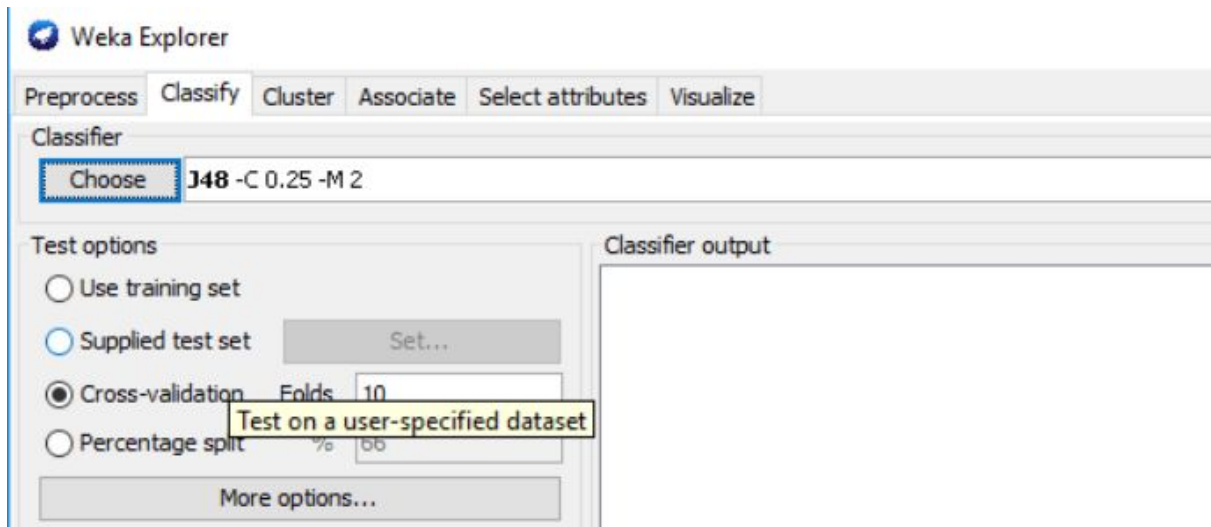 Weka Explorer
Preprocess Classify Cluster Associate Select attributes Visualize
Classifier
Choose J48 -C 0.25 -M 2
Test options
Classifier output
Use training set
Supplied test set Set...
Cross-validation Folds 10
Test on a user-specified dataset
Percentage split % 66
More options...